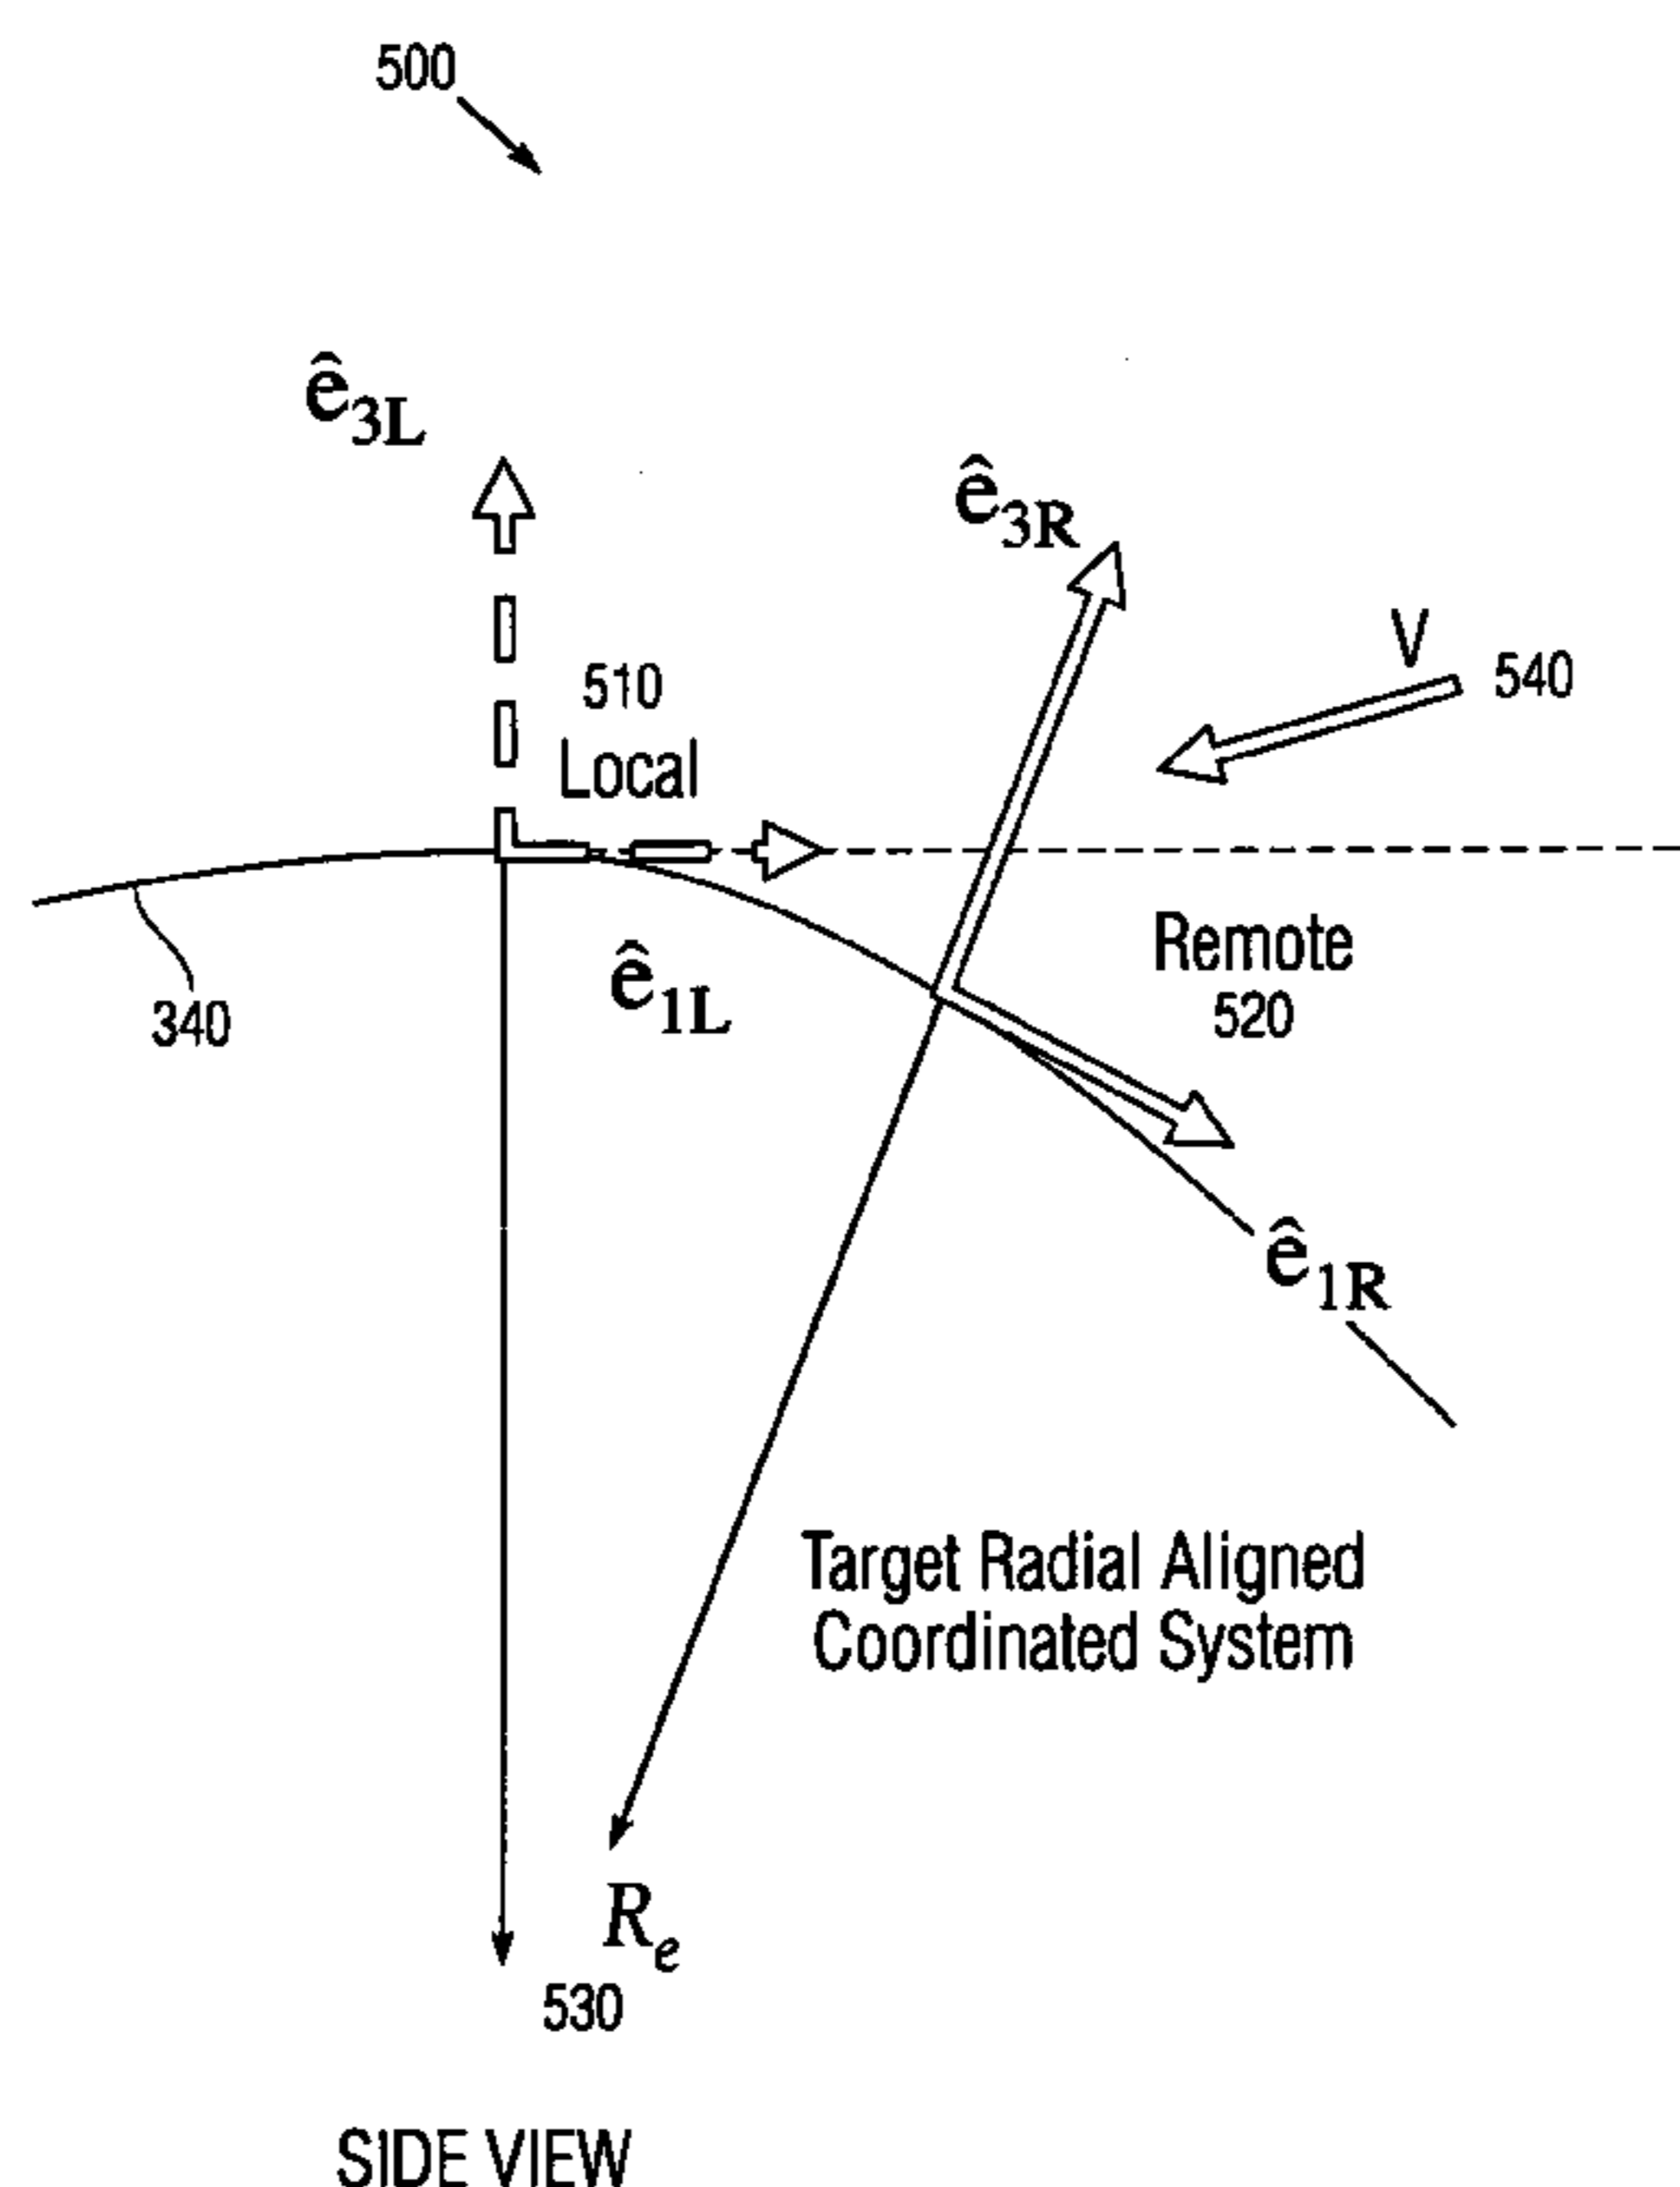 500
ê3L
ê3R
V
540
510
Local
Remote
520
ê1L
340
ê1R
Target Radial Aligned
Coordinated System
Re
530
SIDE VIEW